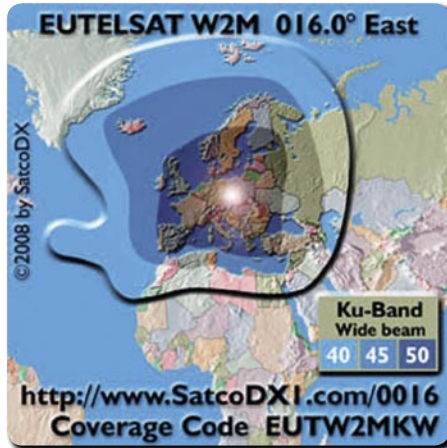 EUTELSAT W2M 016.0° East
©2008 by SatcoDX
Ku-Band
Wide beam
40 45 50
http://www.SatcoDX1.com/0016
Coverage Code EUTW2MKW